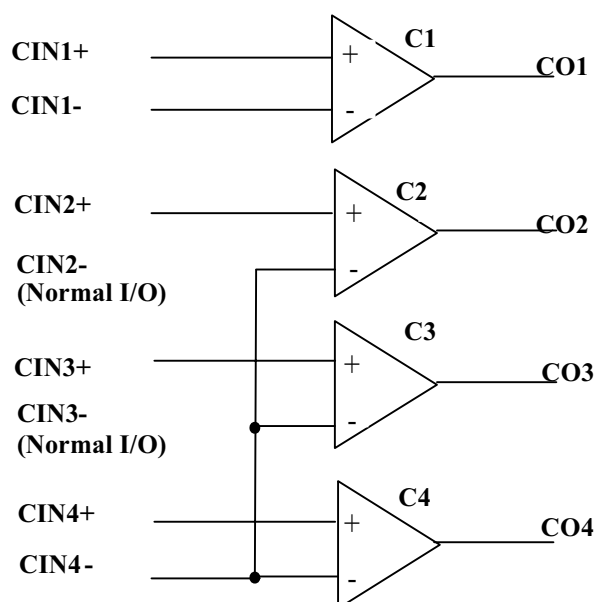 C1
CIN1+
+
CO1
CIN1-
-
C2
CIN2+
+
CO2
CIN2-
(Normal I/O)
-
C3
CIN3+
+
CO3
CIN3-
(Normal I/O)
-
C4
CIN4+
+
CO4
CIN4-
-